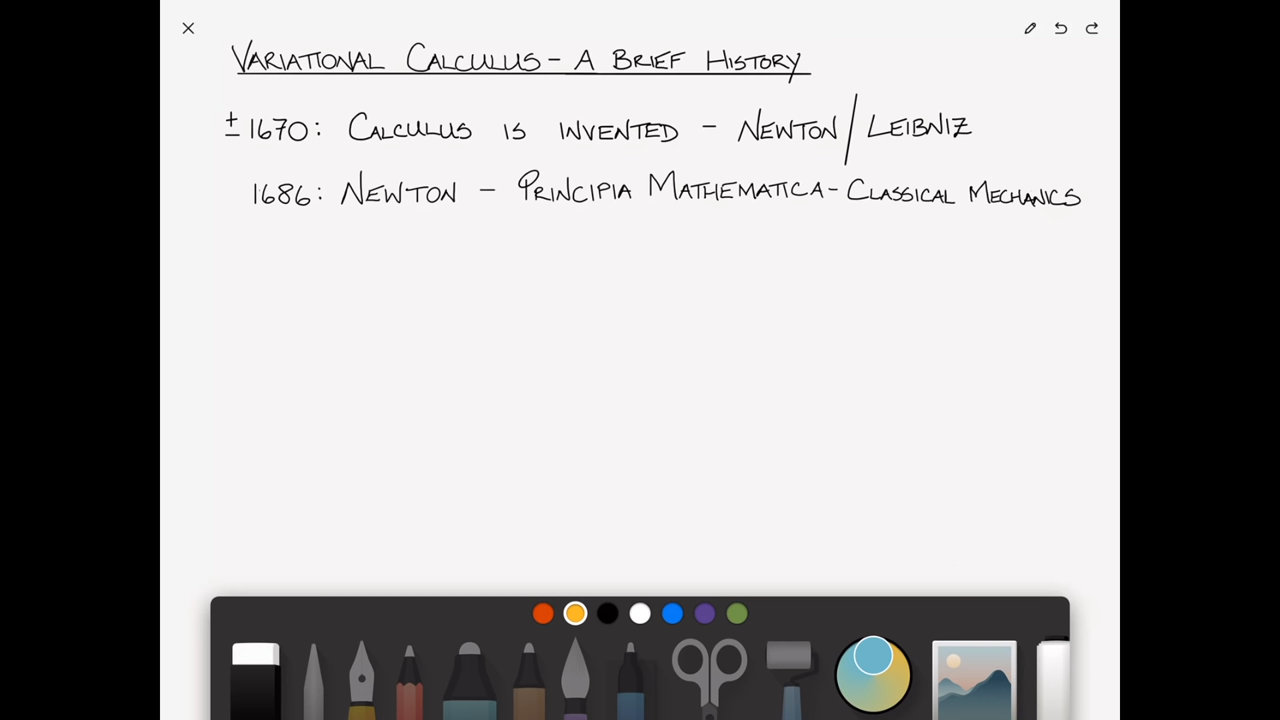 VARIATIONAL CALCULUS - A BRIEF HISTORY
± 1670: CALCULUS IS INVENTED - NEWTON/LEIBNIZ
1686: NEWTON - PRINCIPIA MATHEMATICA - CLASSICAL MECHANICS